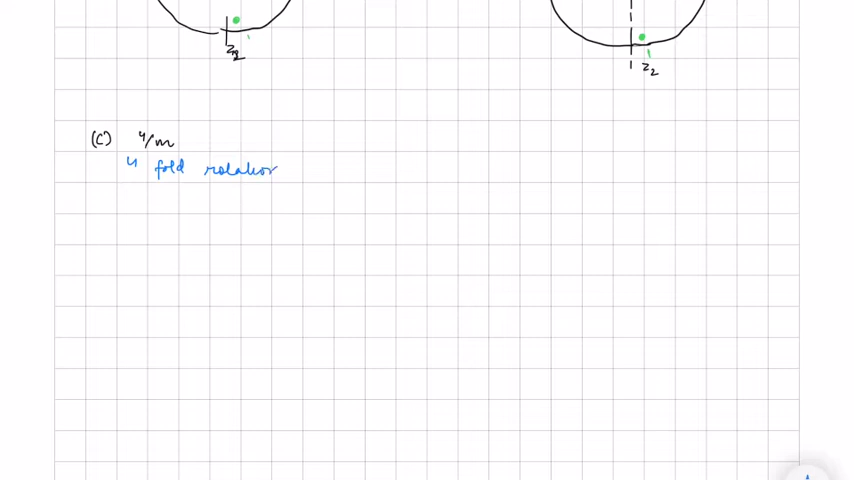 z₂
z₂
(c) 4/m
4 fold rotation